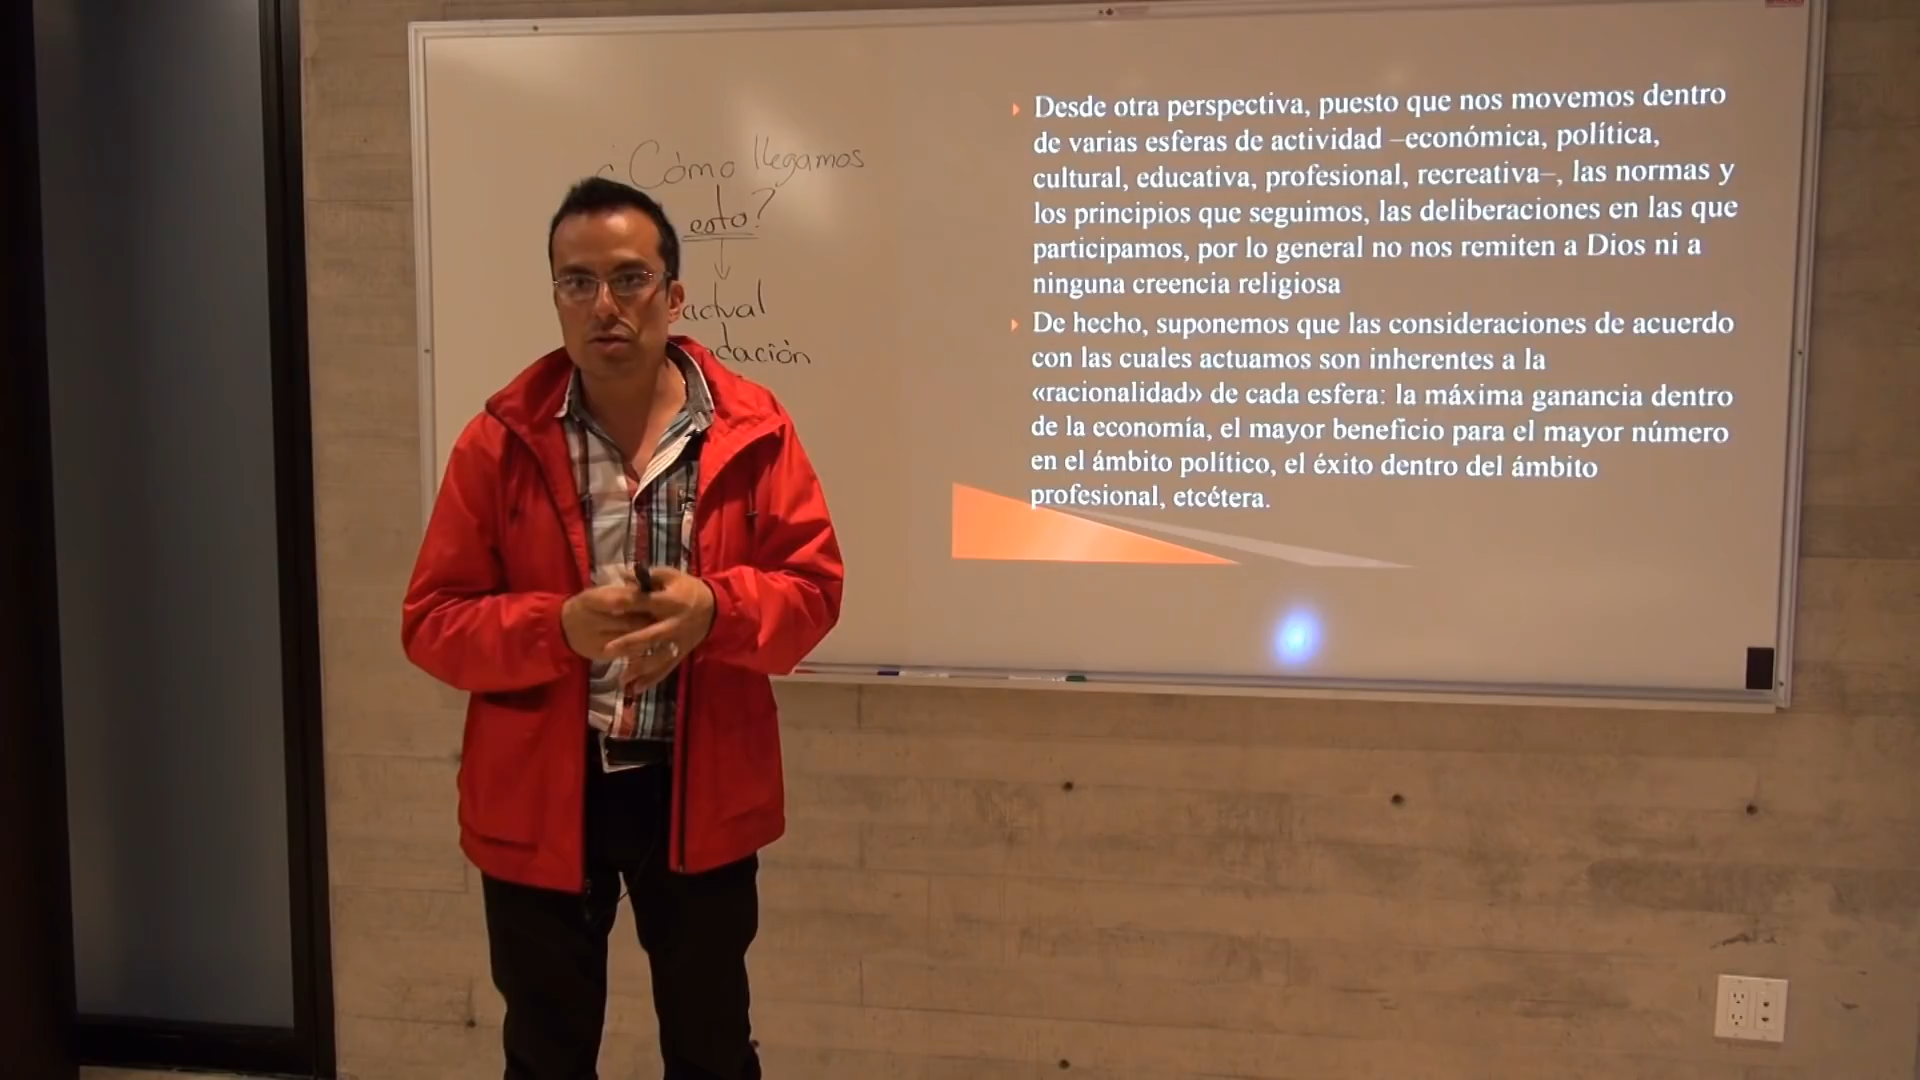 ¿Cómo llegamos
esto?
actual
Desde otra perspectiva, puesto que nos movemos dentro
de varias esferas de actividad –económica, política,
cultural, educativa, profesional, recreativa–, las normas y
los principios que seguimos, las deliberaciones en las que
participamos, por lo general no nos remiten a Dios ni a
ninguna creencia religiosa
De hecho, suponemos que las consideraciones de acuerdo
con las cuales actuamos son inherentes a la
«racionalidad» de cada esfera: la máxima ganancia dentro
de la economía, el mayor beneficio para el mayor número
en el ámbito político, el éxito dentro del ámbito
profesional, etcétera.